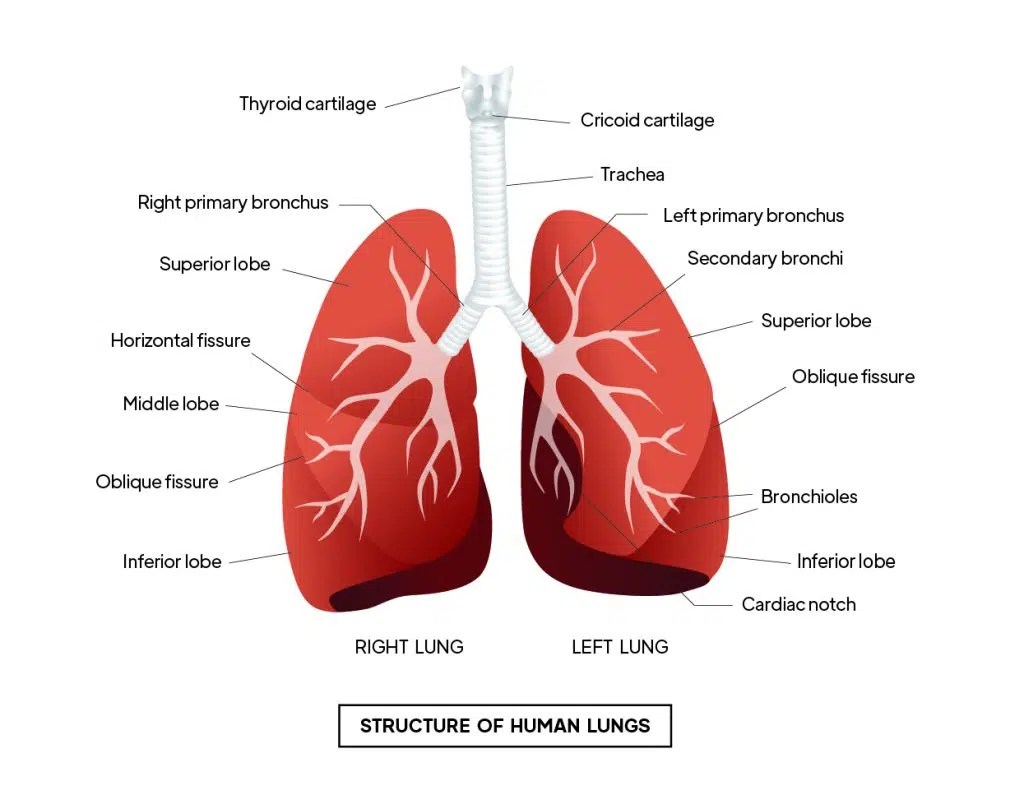 Thyroid cartilage
Cricoid cartilage
Trachea
Right primary bronchus
Left primary bronchus
Secondary bronchi
Superior lobe
Superior lobe
Horizontal fissure
Oblique fissure
Middle lobe
Oblique fissure
Bronchioles
Inferior lobe
Inferior lobe
Cardiac notch
RIGHT LUNG
LEFT LUNG
STRUCTURE OF HUMAN LUNGS